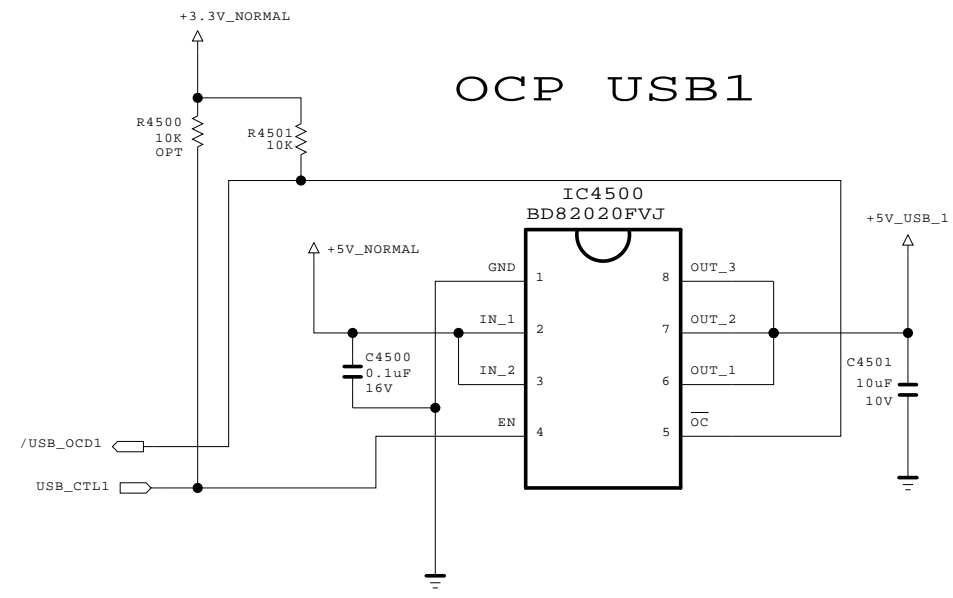 +3.3V_NORMAL
OCP USB1
R4500
10K
OPT
R4501
10K
IC4500
BD82020FVJ
+5V_NORMAL
+5V_USB_1
GND
1
8
OUT_3
IN_1
2
7
OUT_2
C4500
0.1uF
16V
IN_2
3
6
OUT_1
C4501
10uF
10V
EN
4
5
OC
/USB_OCD1
USB_CTL1